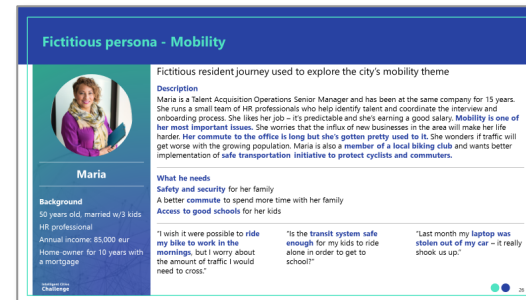 Fictitious persona - Mobility
Fictitious resident journey used to explore the city's mobility theme
Description
Maria is a Talent Acquisition Operations Senior Manager and has been at the same company for 15 years.
She runs a small team of HR professionals who help identify talent and coordinate the interview and
onboarding process. She likes her job – it's predictable and she's earning a good salary. Mobility is one of
her most important issues. She worries that the influx of new businesses in the area will make her life
harder. Her commute to the office is long but she's gotten pretty used to it. She wonders if traffic will
get worse with the growing population. Maria is also a member of a local biking club and wants better
implementation of safe transportation initiative to protect cyclists and commuters.
Maria
Background
50 years old, married w/3 kids
HR professional
Annual income: 85,000 eur
Home-owner for 10 years with
a mortgage
What he needs
Safety and security for her family
A better commute to spend more time with her family
Access to good schools for her kids
"I wish it were possible to ride
my bike to work in the
mornings, but I worry about
the amount of traffic I would
need to cross."
"Is the transit system safe
enough for my kids to ride
alone in order to get to
school?"
"Last month my laptop was
stolen out of my car – it really
shook us up."
Intelligent Cities
Challenge
26